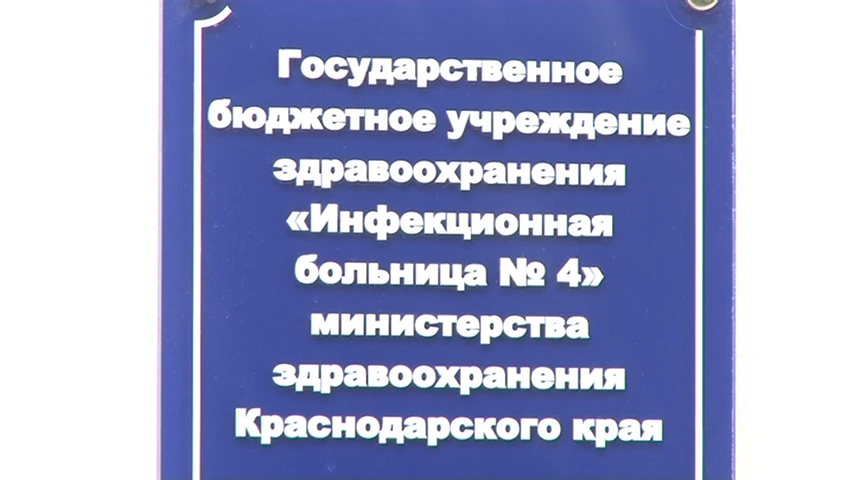 Государственное
бюджетное учреждение
здравоохранения
«Инфекционная
больница № 4»
министерства
здравоохранения
Краснодарского края